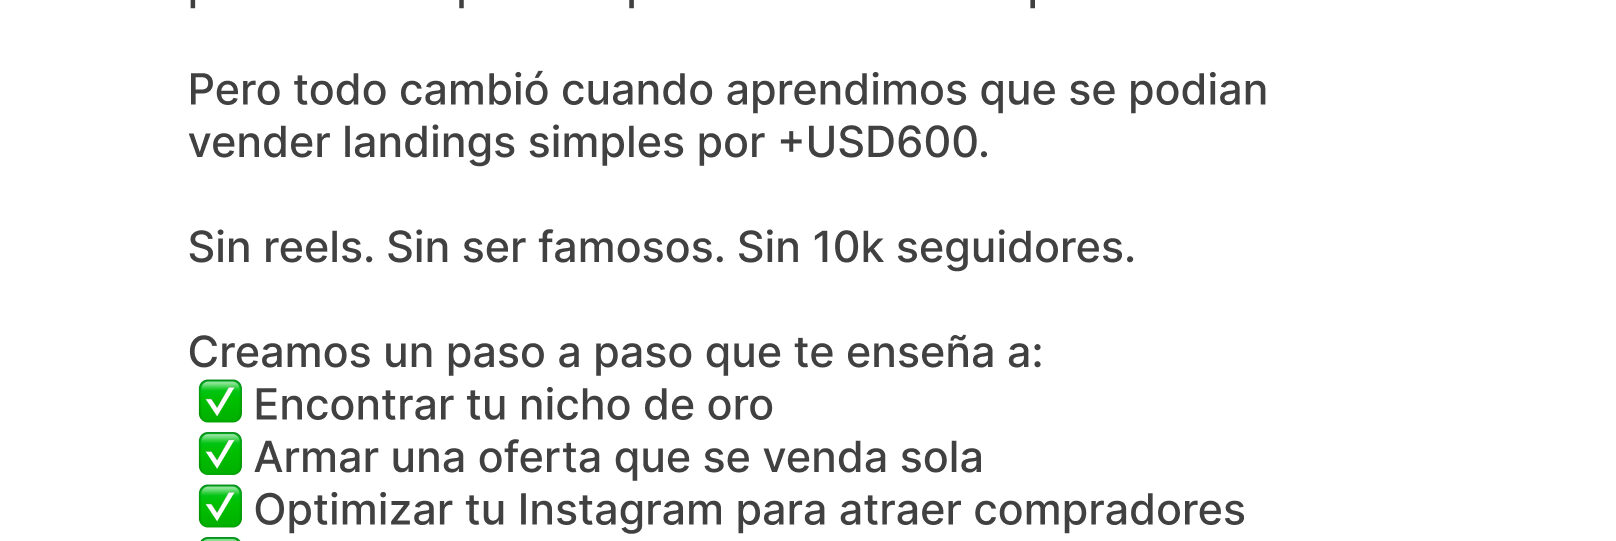 Pero todo cambió cuando aprendimos que se podian
vender landings simples por +USD600.
Sin reels. Sin ser famosos. Sin 10k seguidores.
Creamos un paso a paso que te enseña a:
✅ Encontrar tu nicho de oro
✅ Armar una oferta que se venda sola
✅ Optimizar tu Instagram para atraer compradores